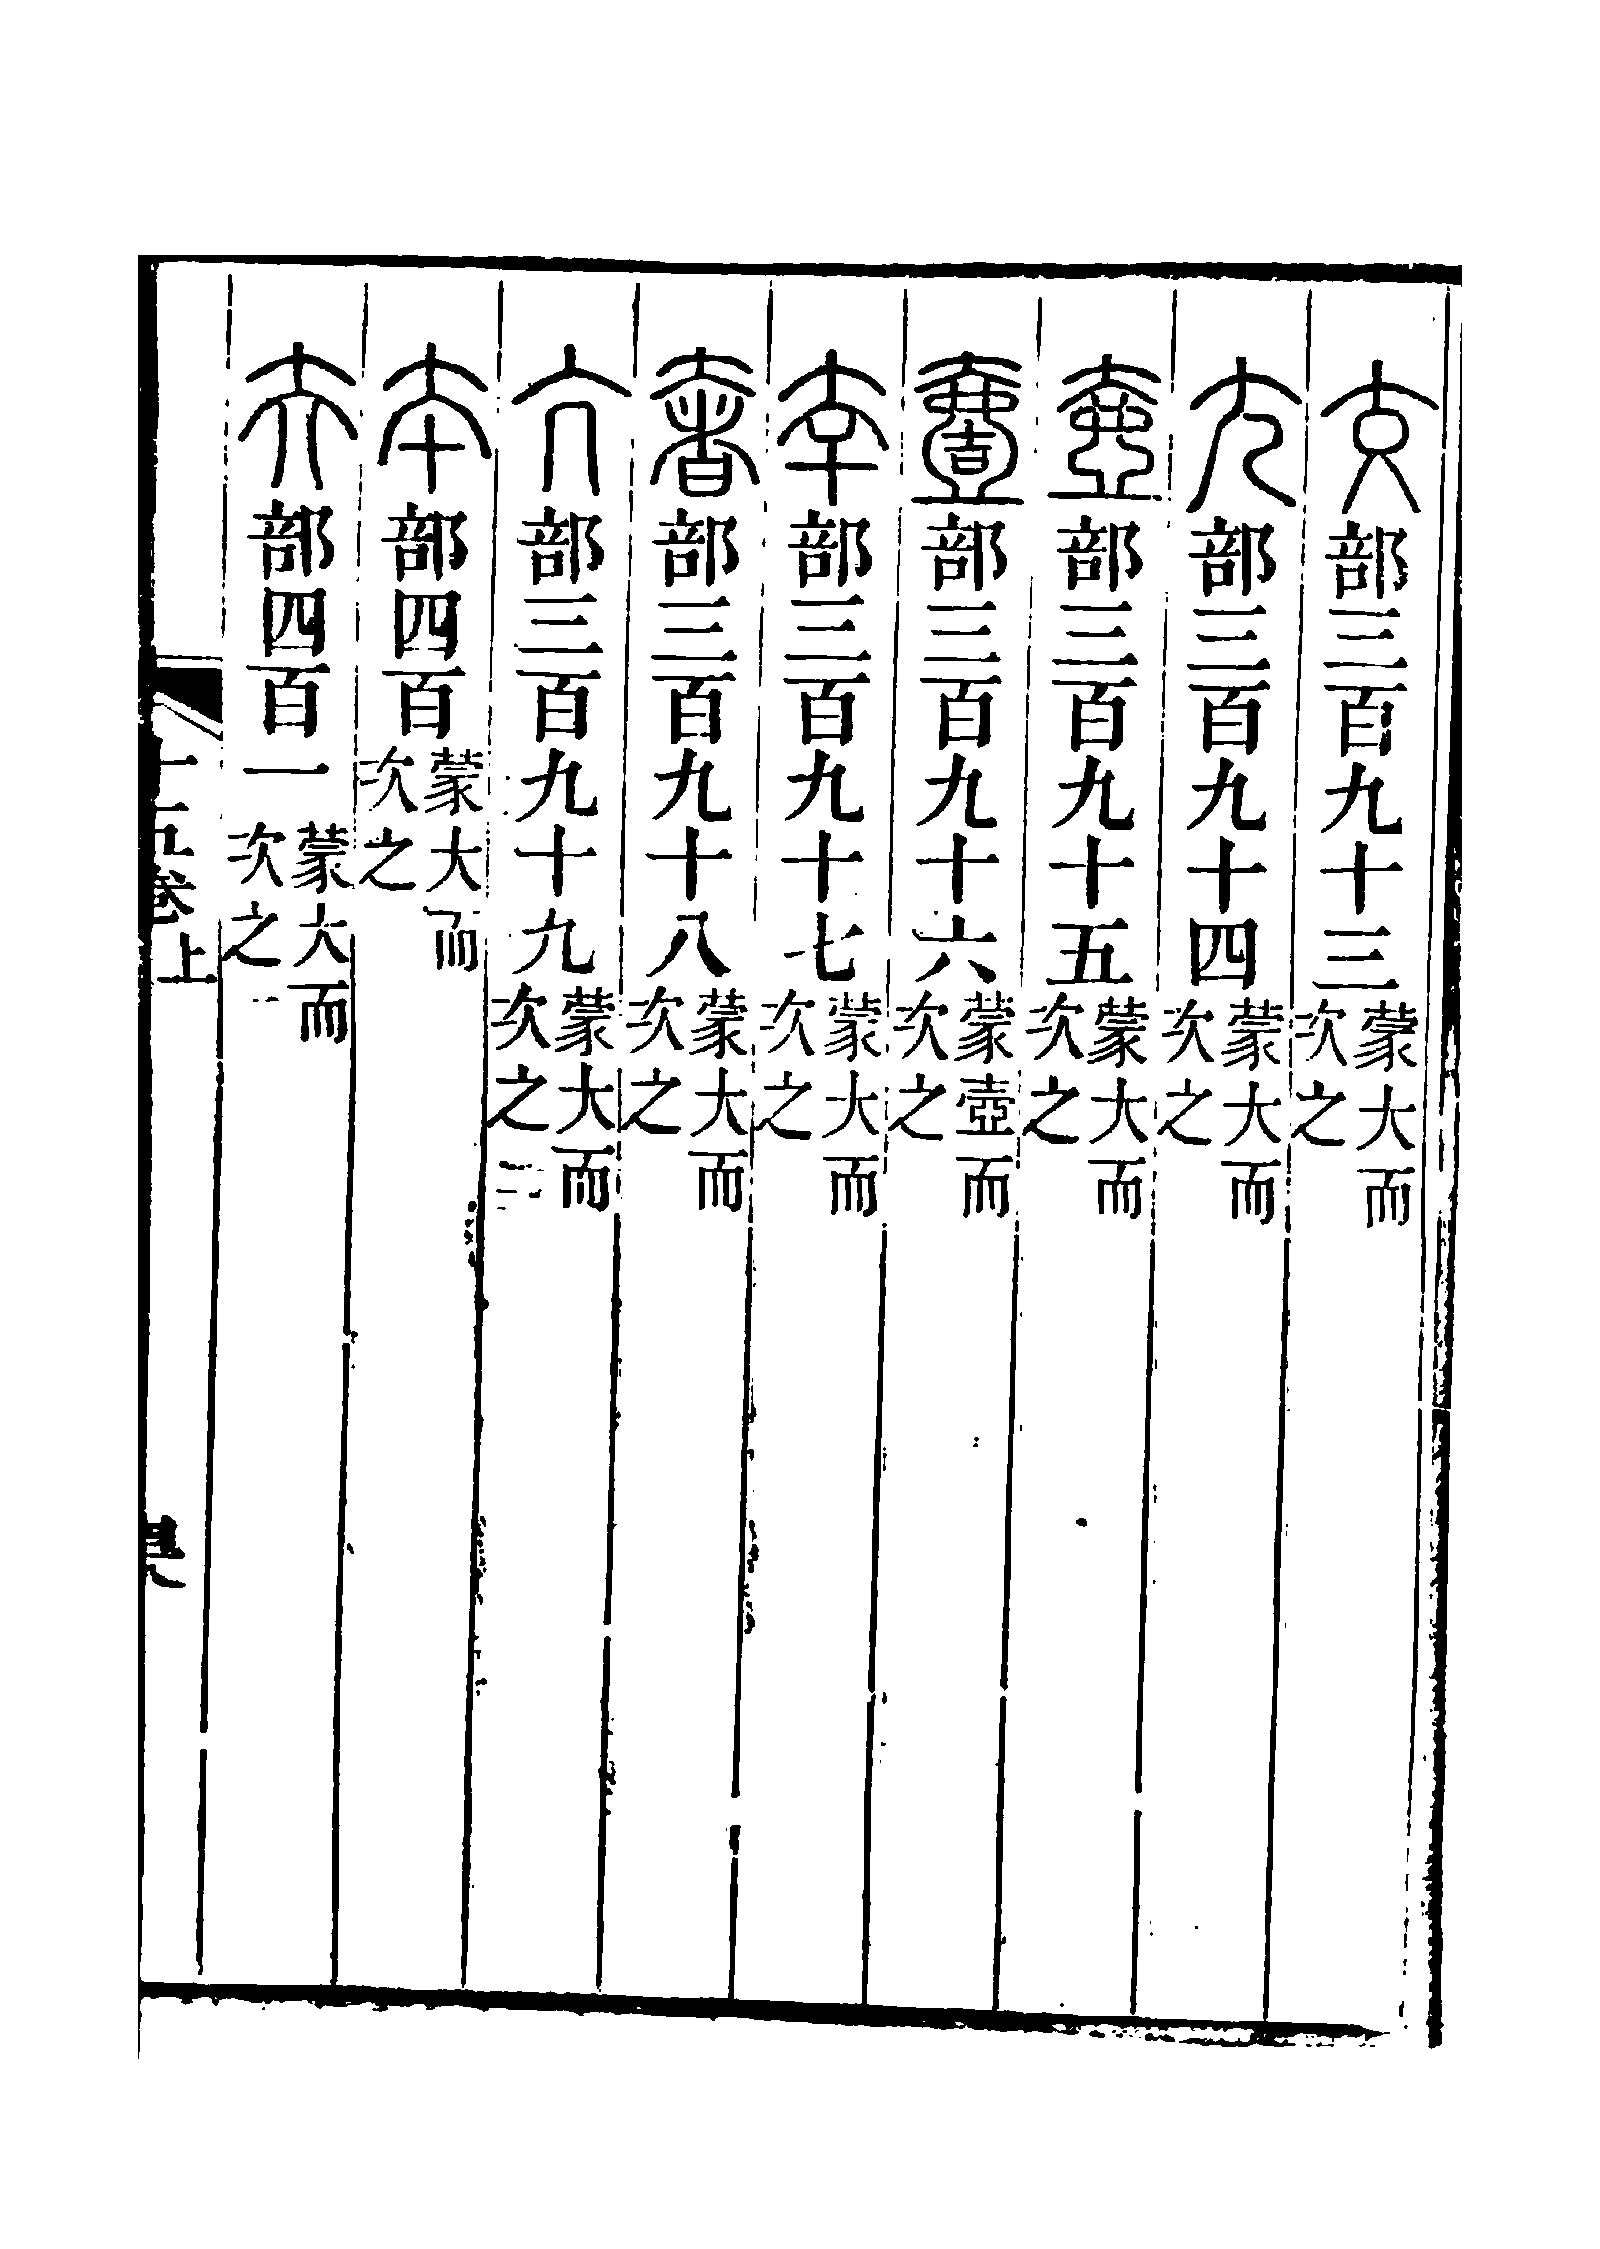 交部三百九十三蒙大而次之
尢部三百九十四蒙大而次之
壺部三百九十五蒙大而次之
壹部三百九十六蒙壺而次之
㚔部三百九十七蒙大而次之
奢部三百九十八蒙大而次之
亢部三百九十九蒙大而次之
夲部四百蒙大而次之
夰部四百一蒙大而次之
十五卷上